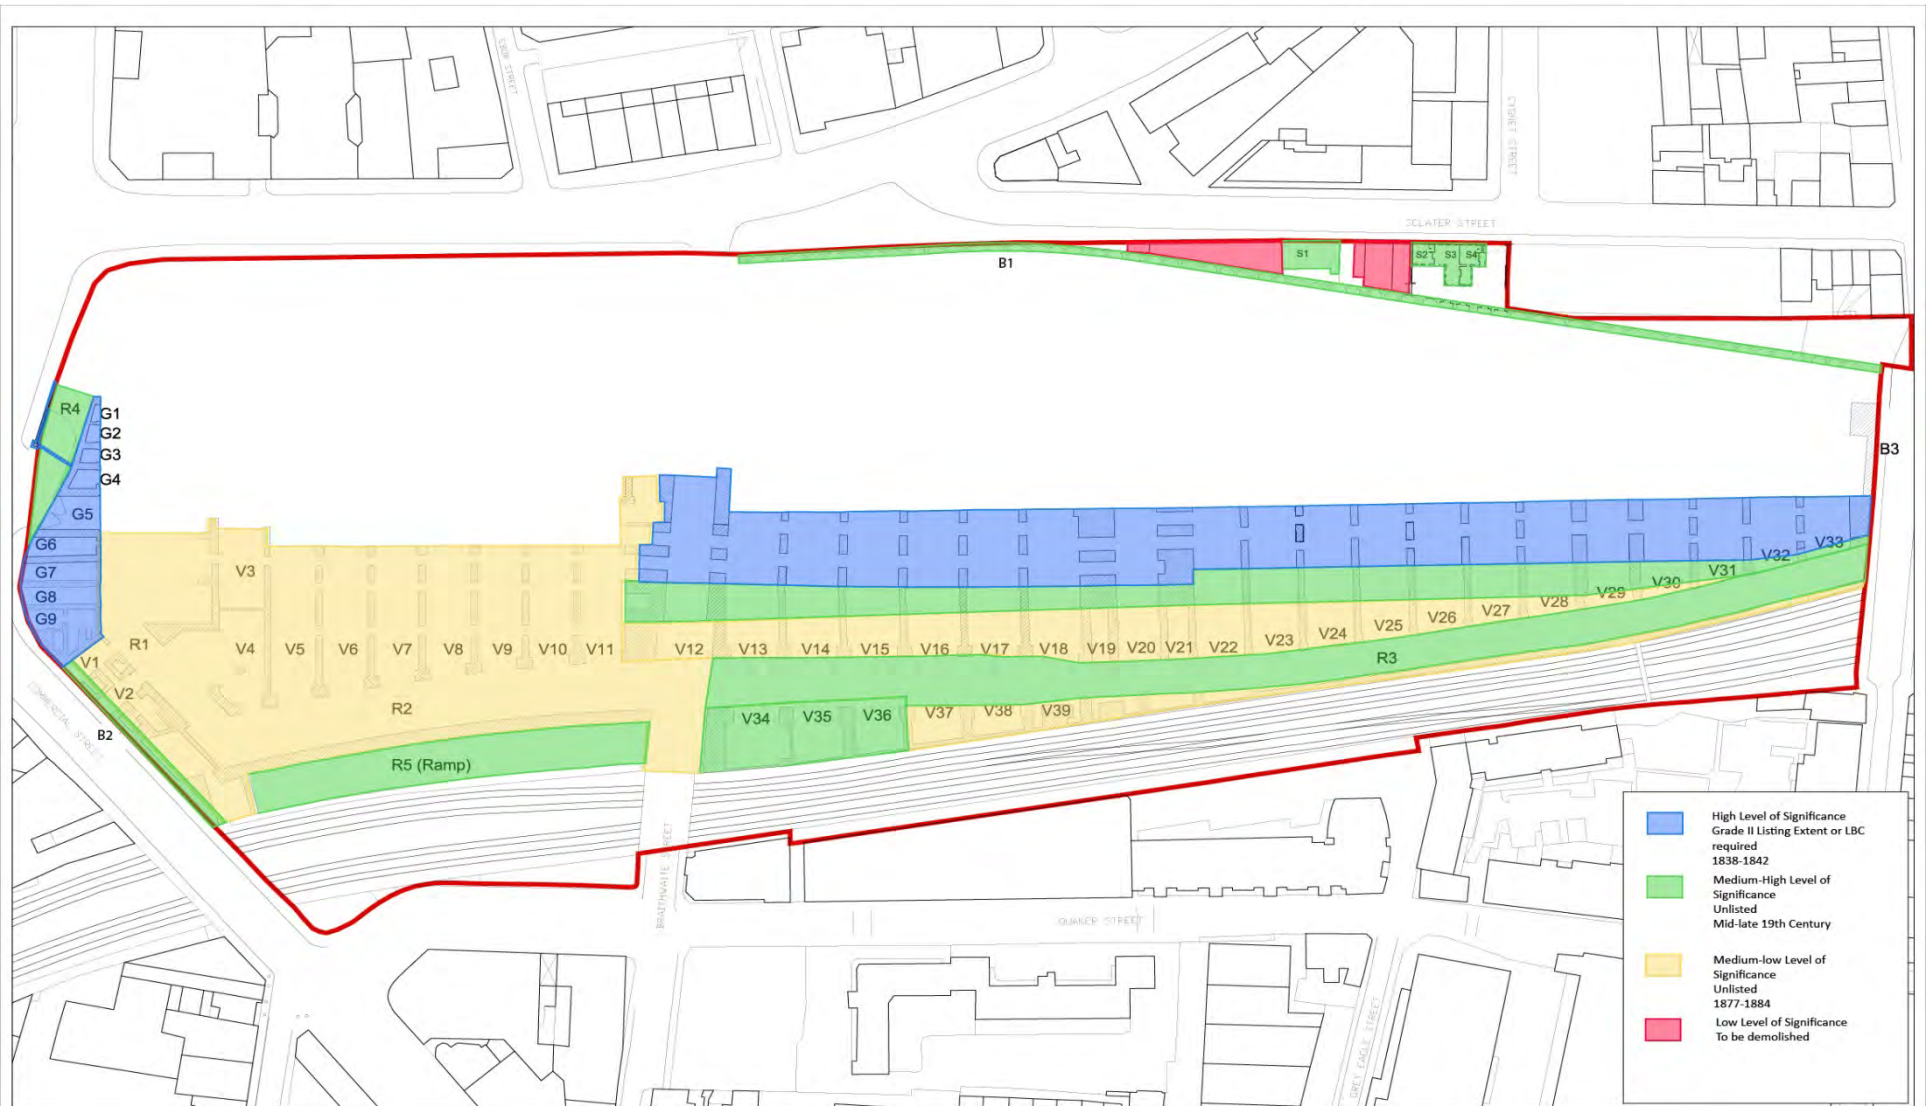 EBOR STREET
CYGNET STREET
SCLATER STREET
B1
S1
S2
S3
S4
R4
G1
G2
G3
G4
G5
G6
G7
G8
G9
B3
V33
V32
V31
V30
V29
V28
V27
V26
V25
V24
V23
V22
V21
V20
V19
V18
V17
V16
V15
V14
V13
V12
V11
V10
V9
V8
V7
V6
V5
V4
V3
R1
V1
V2
R2
R3
B2
V34
V35
V36
V37
V38
V39
R5 (Ramp)
COMMERCIAL STREET
BRAITHWAITE STREET
QUAKER STREET
GREY EAGLE STREET
High Level of Significance
Grade II Listing Extent or LBC
required
1838-1842
Medium-High Level of
Significance
Unlisted
Mid-late 19th Century
Medium-low Level of
Significance
Unlisted
1877-1884
Low Level of Significance
To be demolished